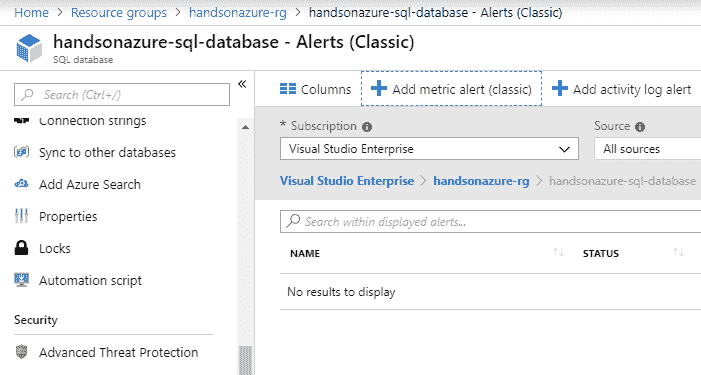 Home > Resource groups > handsonazure-rg > handsonazure-sql-database - Alerts (Classic)
handsonazure-sql-database - Alerts (Classic)
SQL database
Search (Ctrl+/)
Connection strings
Sync to other databases
Add Azure Search
Properties
Locks
Automation script
Security
Advanced Threat Protection
Columns
Add metric alert (classic)
Add activity log alert
* Subscription
Source
Visual Studio Enterprise
All sources
Visual Studio Enterprise > handsonazure-rg > handsonazure-sql-database
Search within displayed alerts...
NAME
STATUS
No results to display